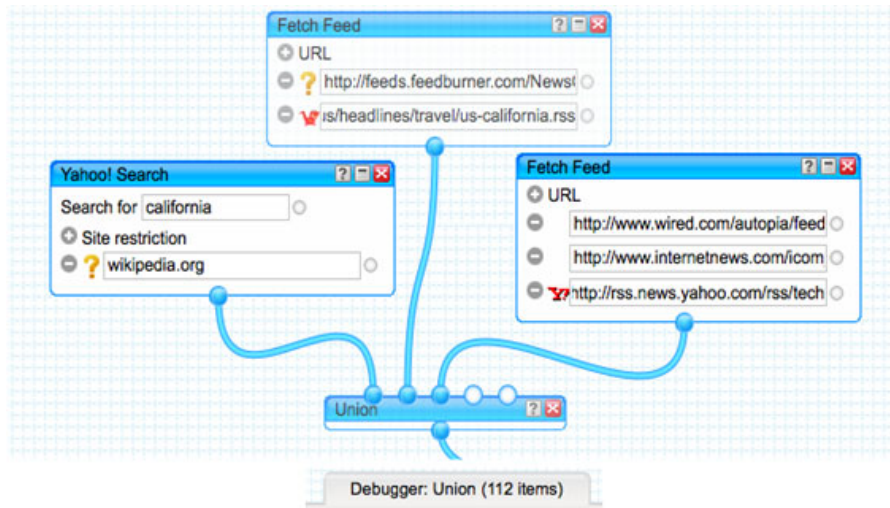 Fetch Feed
URL
http://feeds.feedburner.com/News
us/headlines/travel/us-california.rss
Yahoo! Search
Search for california
Site restriction
wikipedia.org
Fetch Feed
URL
http://www.wired.com/autopia/feed
http://www.internetnews.com/icom
http://rss.news.yahoo.com/rss/tech
Union
Debugger: Union (112 items)